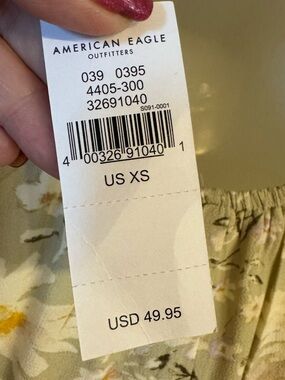 AMERICAN EAGLE
OUTFITTERS
039 0395
4405-300
32691040
S091-0001
4 00326 91040 1
US XS
USD 49.95